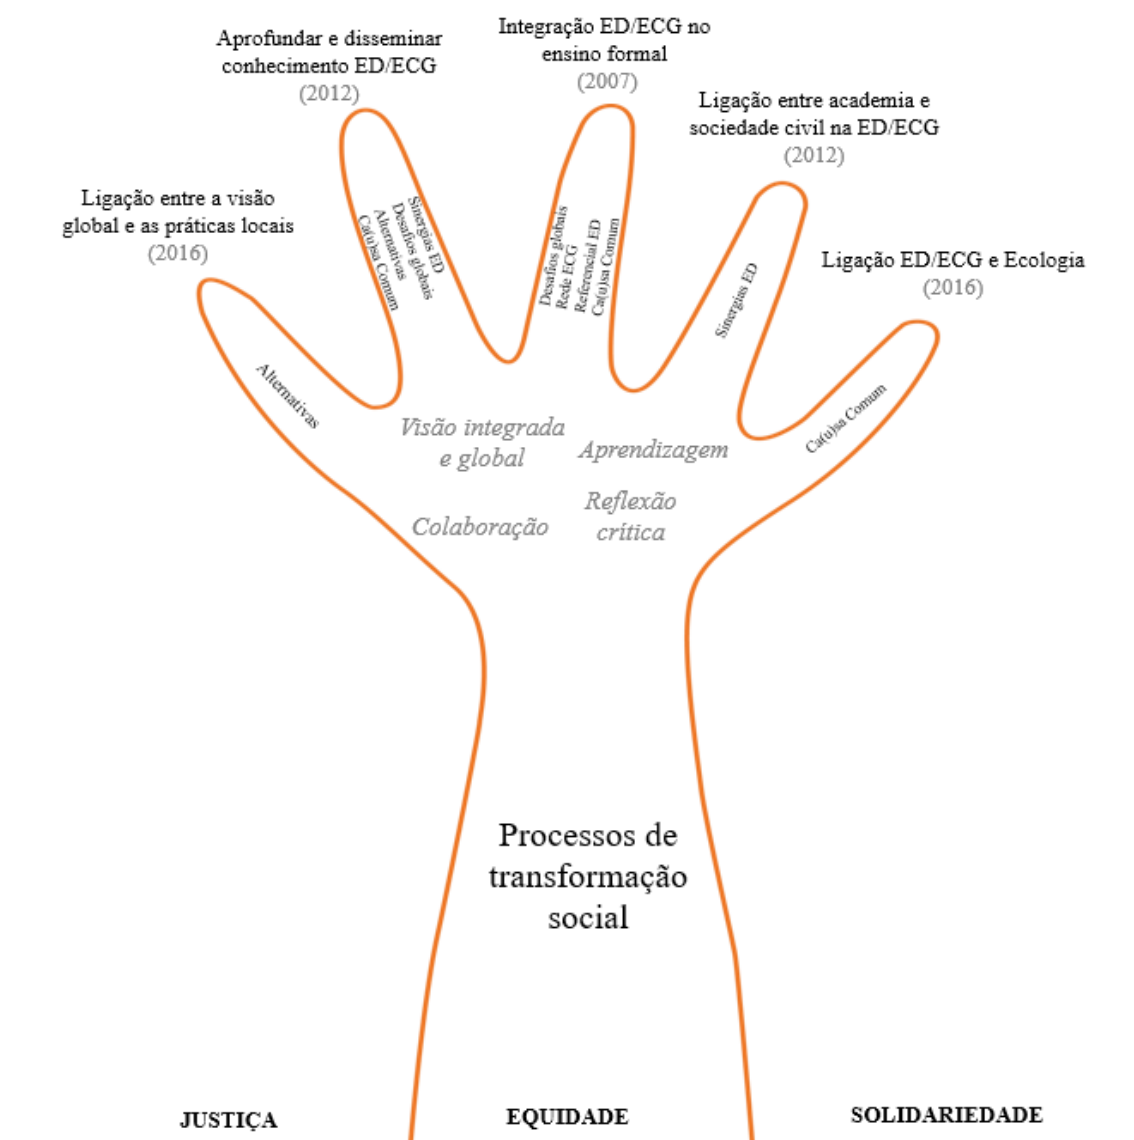 Integração ED/ECG no
ensino formal
(2007)
Aprofundar e disseminar
conhecimento ED/ECG
(2012)
Ligação entre academia e
sociedade civil na ED/ECG
(2012)
Ligação entre a visão
global e as práticas locais
(2016)
Ligação ED/ECG e Ecologia
(2016)
Alternativas
Sinergias ED
Desafios globais
Alternativas
Ca(u)sa Comum
Desafios globais
Rede ECG
Referencial ED
Ca(u)sa Comum
Sinergias ED
Ca(u)sa Comum
Visão integrada
e global
Aprendizagem
Colaboração
Reflexão
crítica
Processos de
transformação
social
JUSTIÇA
EQUIDADE
SOLIDARIEDADE